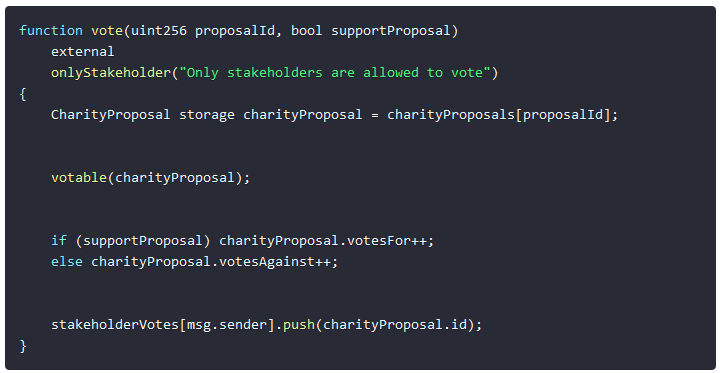 function vote(uint256 proposalId, bool supportProposal)
    external
    onlyStakeholder("Only stakeholders are allowed to vote")
{
    CharityProposal storage charityProposal = charityProposals[proposalId];
    votable(charityProposal);
    if (supportProposal) charityProposal.votesFor++;
    else charityProposal.votesAgainst++;
    stakeholderVotes[msg.sender].push(charityProposal.id);
}